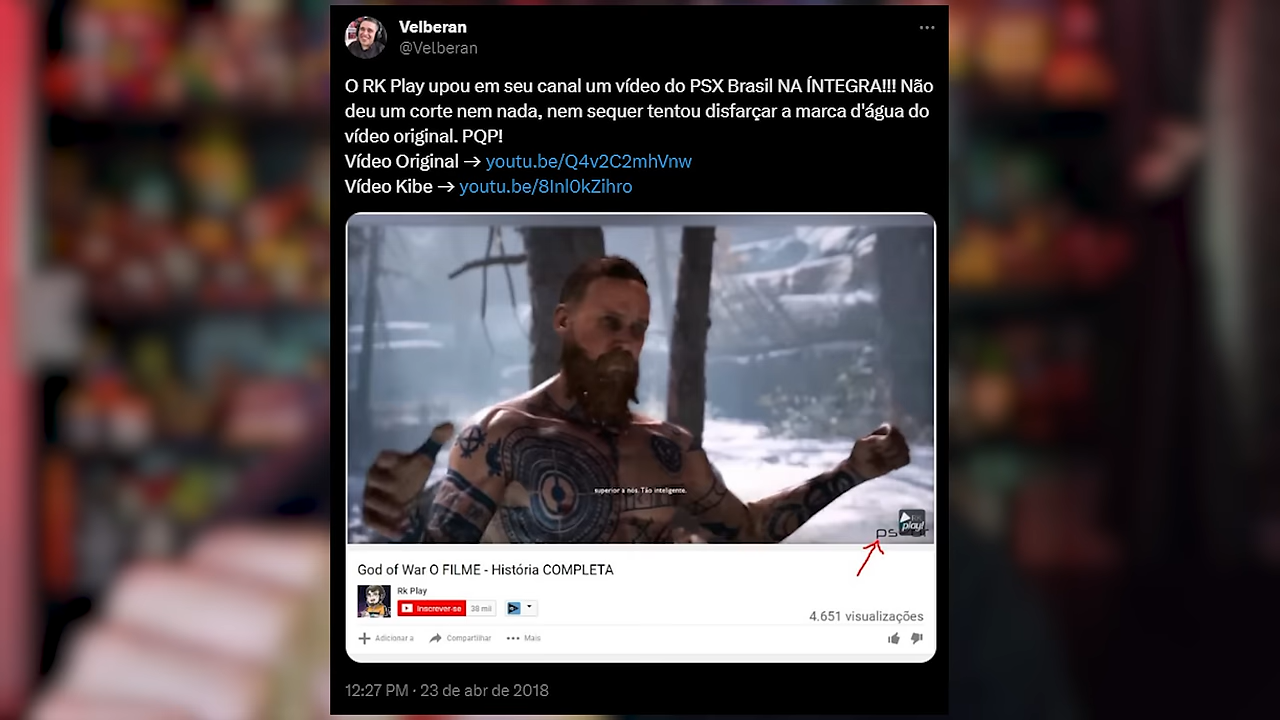 Velberan
@Velberan
O RK Play upou em seu canal um vídeo do PSX Brasil NA ÍNTEGRA!!! Não
deu um corte nem nada, nem sequer tentou disfarçar a marca d'água do
vídeo original. PQP!
Vídeo Original → youtu.be/Q4v2C2mhVnw
Vídeo Kibe → youtu.be/8Inl0kZihro
superior a nós. Tão inteligente.
play!
ps
God of War O FILME - História COMPLETA
Rk Play
Inscrever-se 38 mil
4.651 visualizações
Adicionar a Compartilhar ••• Mais
12:27 PM · 23 de abr de 2018